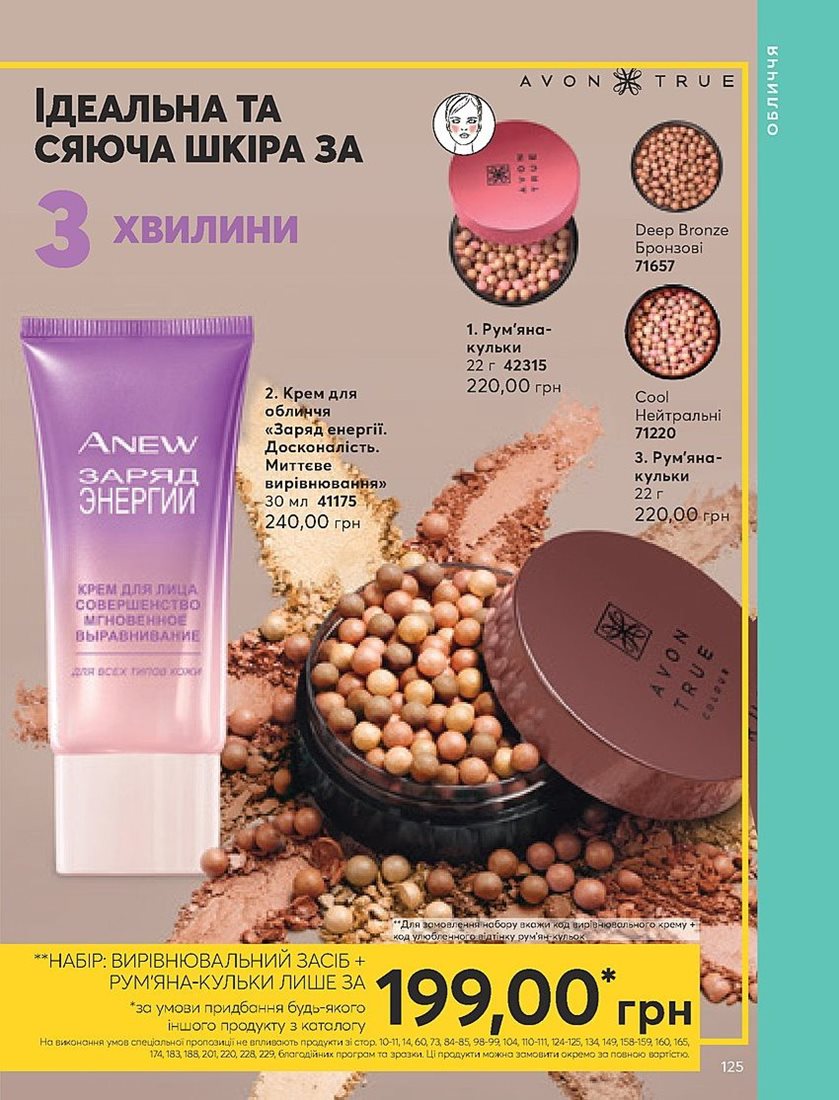 ОБЛИЧЧЯ
AVON TRUE
ІДЕАЛЬНА ТА
СЯЮЧА ШКІРА ЗА
3 ХВИЛИНИ
AVON
TRUE
Deep Bronze
Бронзові
71657
1. Рум'яна-
кульки
22 г 42315
220,00 грн
Cool
Нейтральні
71220
3. Рум'яна-
кульки
22 г
220,00 грн
2. Крем для
обличчя
«Заряд енергії.
Досконалість.
Миттєве
вирівнювання»
30 мл 41175
240,00 грн
ANEW
ЗАРЯД
ЭНЕРГИИ
КРЕМ ДЛЯ ЛИЦА
СОВЕРШЕНСТВО
МГНОВЕННОЕ
ВЫРАВНИВАНИЕ
ДЛЯ ВСЕХ ТИПОВ КОЖИ
AVON
TRUE
COLOUR
**Для замовлення набору вкажи код вирівнювального крему +
код улюбленого відтінку рум'ян-кульок
**НАБІР: ВИРІВНЮВАЛЬНИЙ ЗАСІБ +
РУМ'ЯНА-КУЛЬКИ ЛИШЕ ЗА
199,00* грн
*за умови придбання будь-якого
іншого продукту з каталогу
На виконання умов спеціальної пропозиції не впливають продукти зі стор. 10-11, 14, 60, 73, 84-85, 98-99, 104, 110-111, 124-125, 134, 149, 158-159, 160, 165,
174, 183, 188, 201, 220, 228, 229, благодійних програм та зразки. Ці продукти можна замовити окремо за повною вартістю.
125